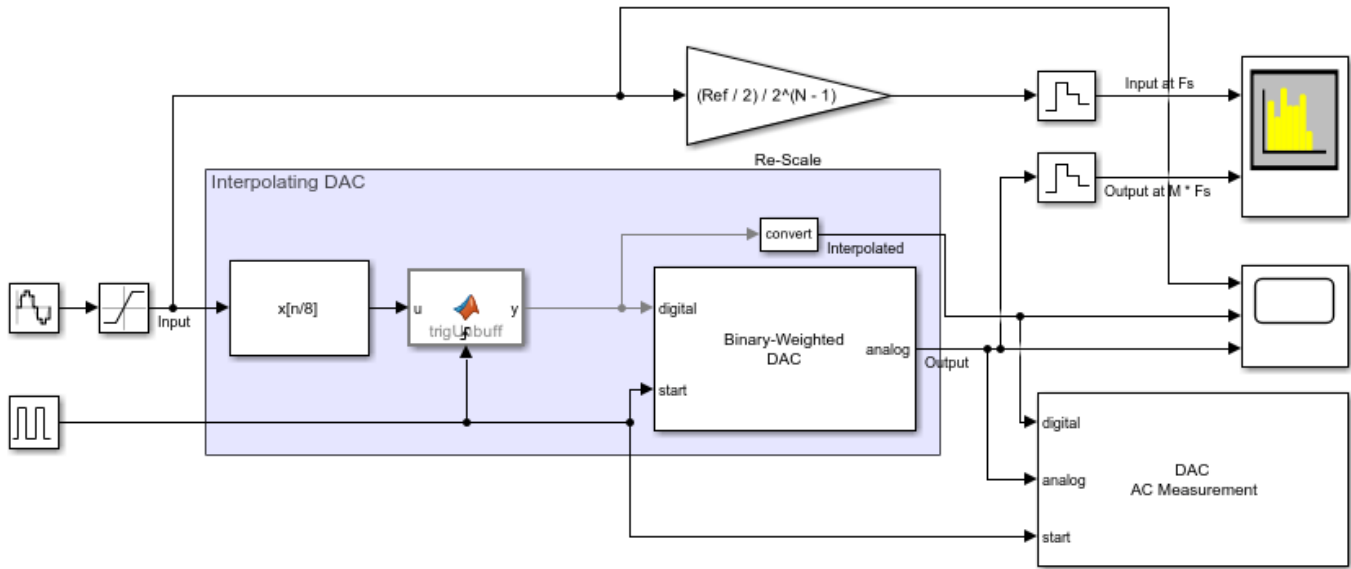 (Ref / 2) / 2^(N - 1)
Input at Fs
Re-Scale
Interpolating DAC
Output at M * Fs
convert
Interpolated
x[n/8]
u
y
trigUnbuff
digital
Binary-Weighted
DAC
analog
start
Input
Output
digital
analog
start
DAC
AC Measurement